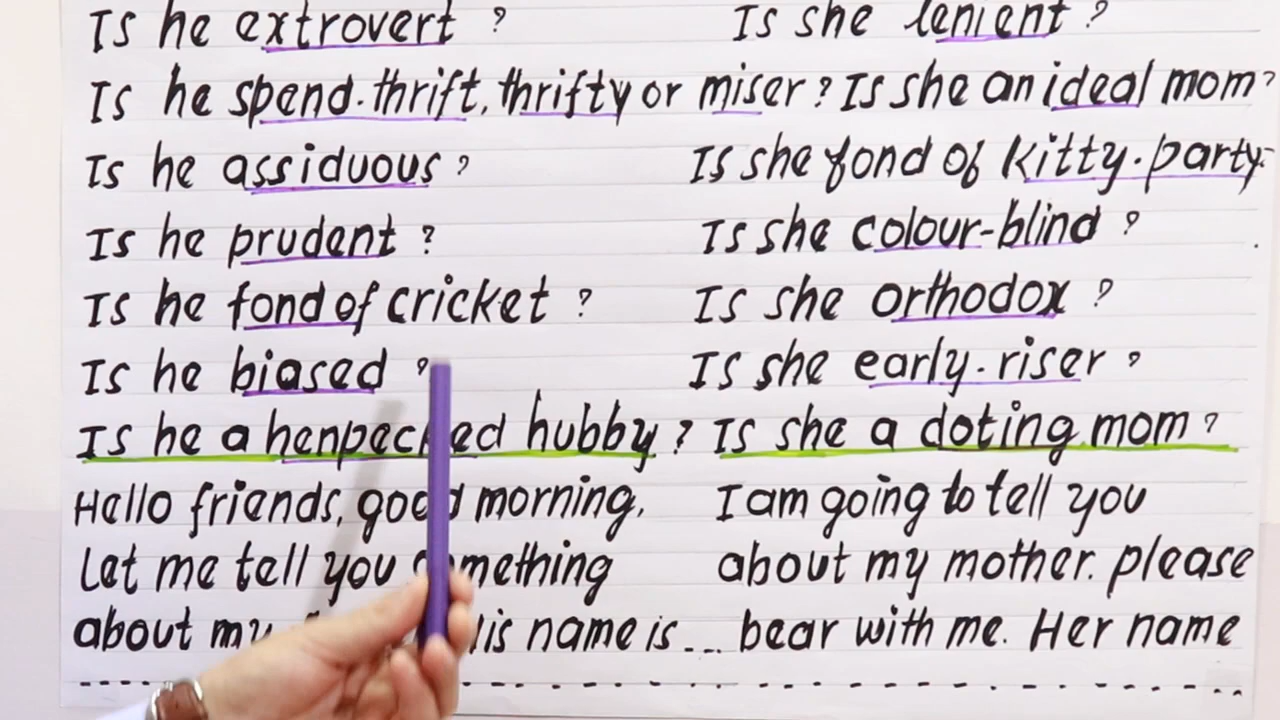 Is he extrovert ? Is she lenient ?
Is he spend-thrift, thrifty or miser ? Is she an ideal mom?
Is he assiduous ? Is she fond of kitty-party-
Is he prudent ? Is she colour-blind ?
Is he fond of cricket ? Is she orthodox ?
Is he biased ? Is she early-riser ?
Is he a henpecked hubby ? Is she a doting mom ?
Hello friends, good morning, I am going to tell you
Let me tell you something about my mother. please
about my His name is ... bear with me. Her name